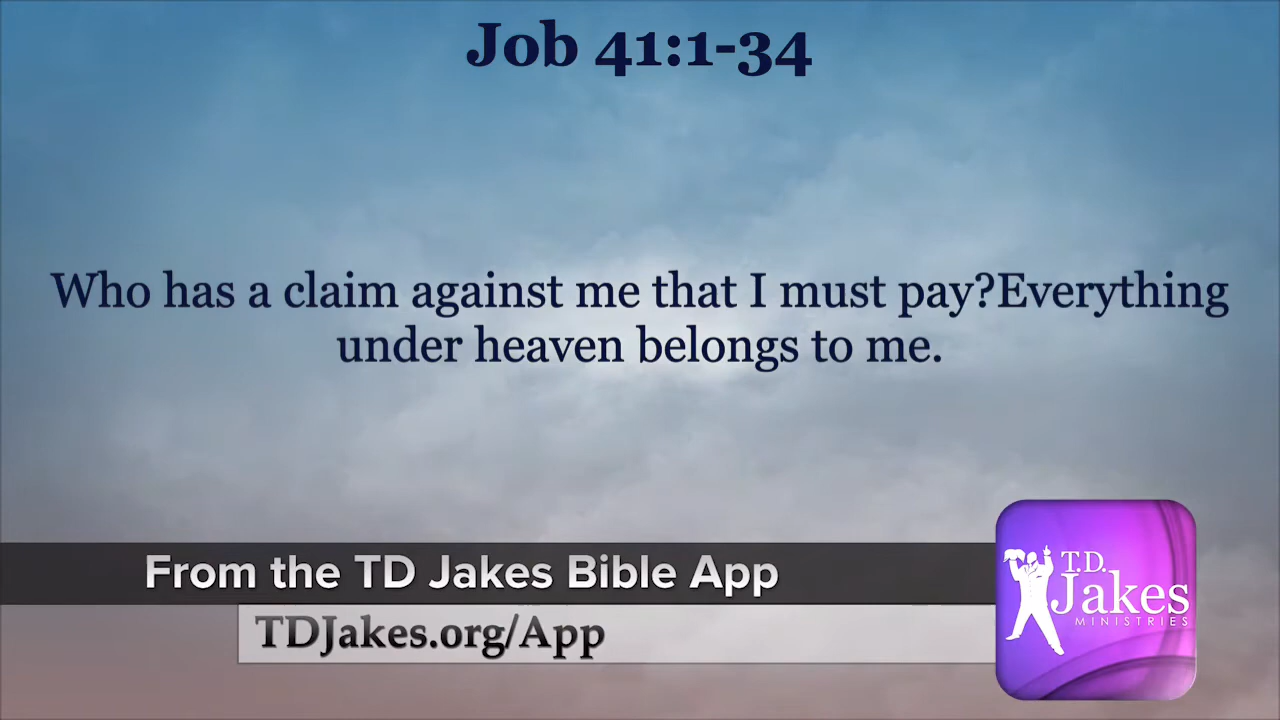 Job 41:1-34
Who has a claim against me that I must pay?Everything
under heaven belongs to me.
From the TD Jakes Bible App
TDJakes.org/App
T.D.
Jakes
MINISTRIES